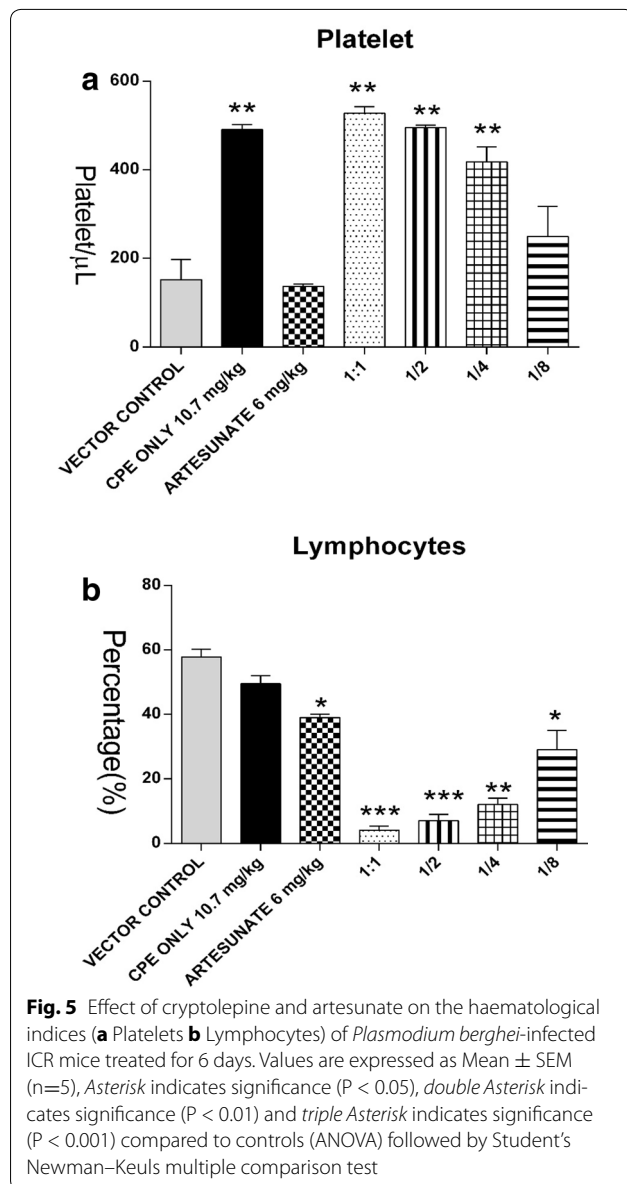 Platelet
a
600
400
200
0
Platelet/µL
**
**
**
**
VECTOR CONTROL
CPE ONLY 10.7 mg/kg
ARTESUNATE 6 mg/kg
1:1
1/2
1/4
1/8
Lymphocytes
b
80
60
40
20
0
Percentage(%)
*
***
***
**
*
VECTOR CONTROL
CPE ONLY 10.7 mg/kg
ARTESUNATE 6 mg/kg
1:1
1/2
1/4
1/8
Fig. 5 Effect of cryptolepine and artesunate on the haematological
indices (a Platelets b Lymphocytes) of Plasmodium berghei-infected
ICR mice treated for 6 days. Values are expressed as Mean ± SEM
(n=5), Asterisk indicates significance (P < 0.05), double Asterisk indi-
cates significance (P < 0.01) and triple Asterisk indicates significance
(P < 0.001) compared to controls (ANOVA) followed by Student's
Newman–Keuls multiple comparison test